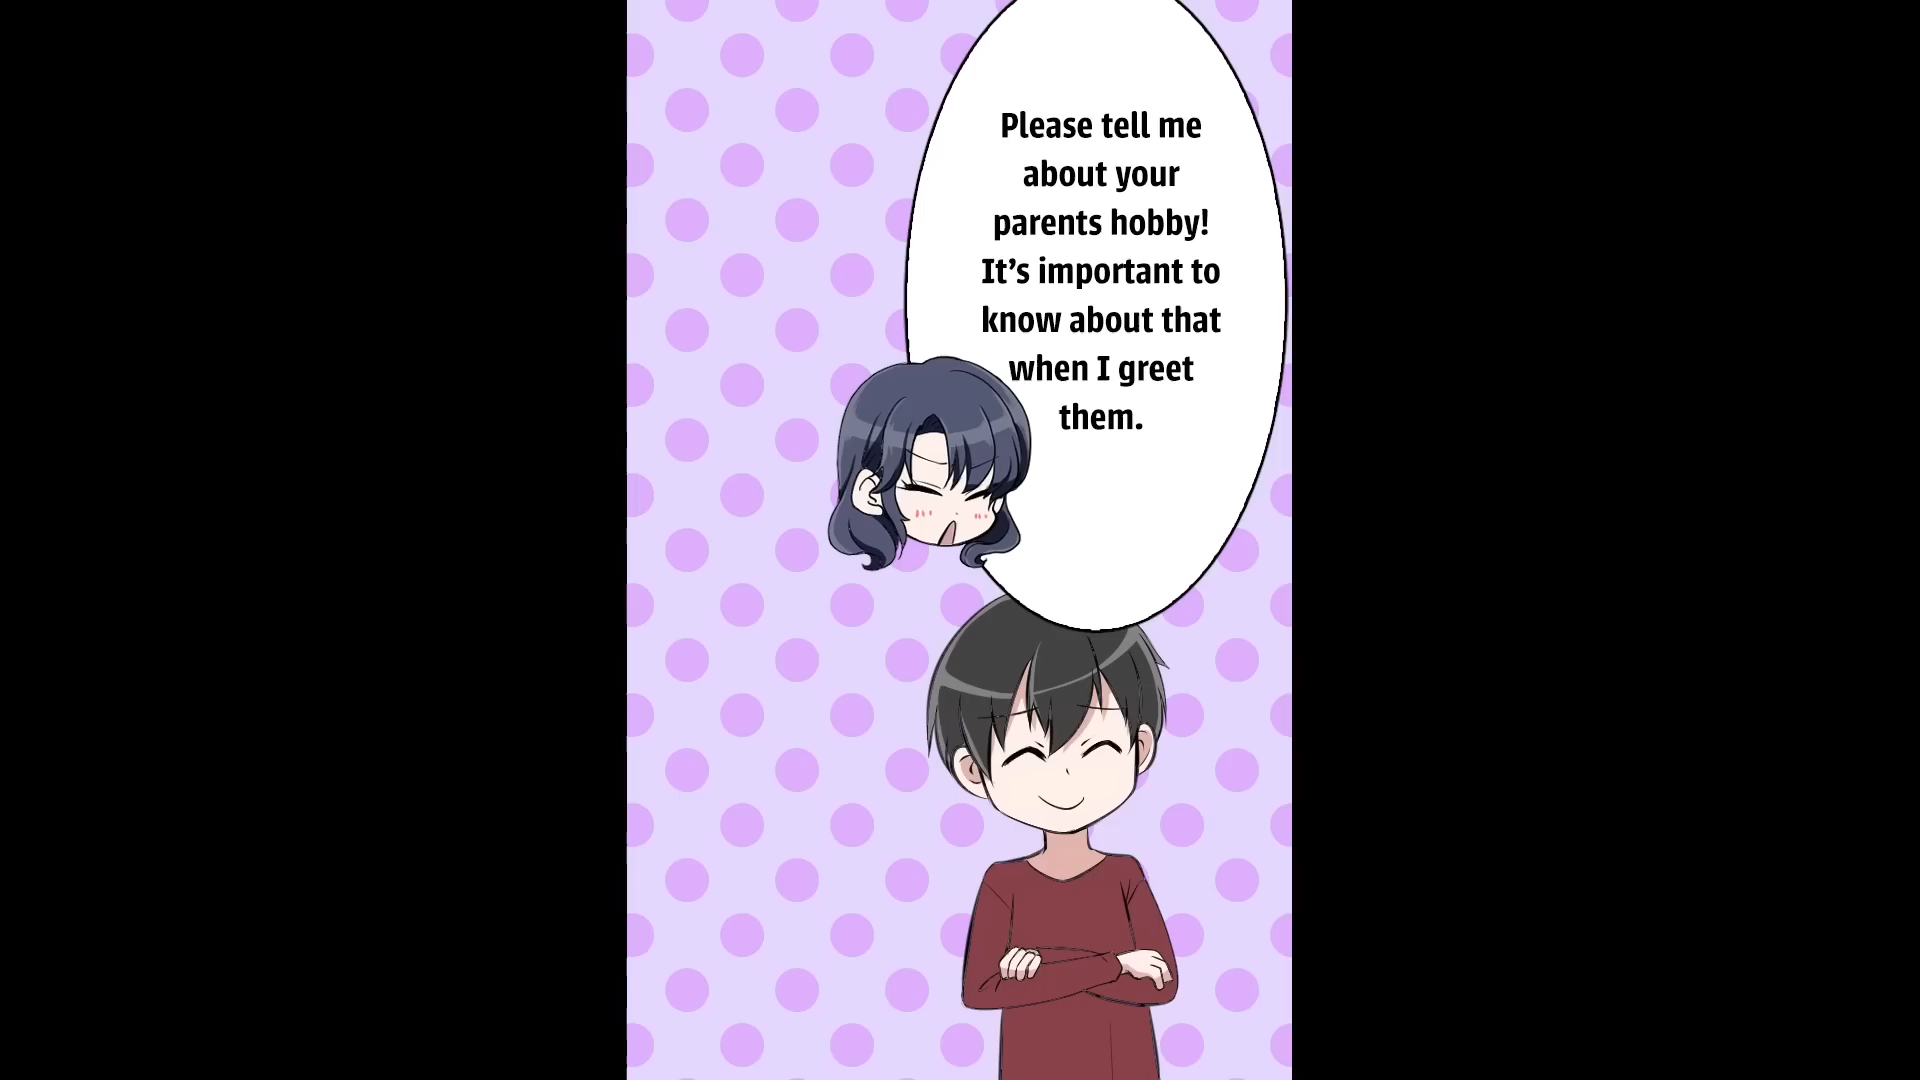 Please tell me
about your
parents hobby!
It's important to
know about that
when I greet
them.